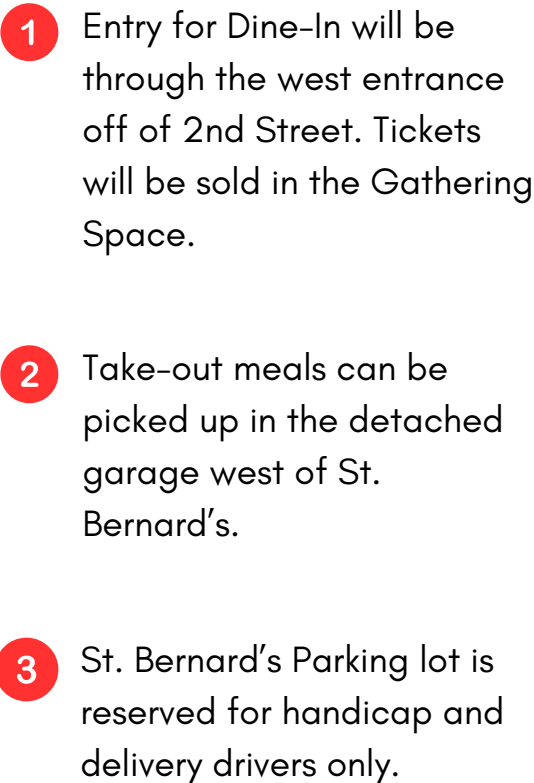 1 Entry for Dine-In will be
through the west entrance
off of 2nd Street. Tickets
will be sold in the Gathering
Space.
2 Take-out meals can be
picked up in the detached
garage west of St.
Bernard's.
3 St. Bernard's Parking lot is
reserved for handicap and
delivery drivers only.